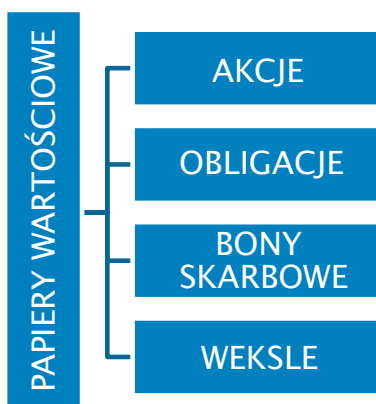 PAPIERY WARTOŚCIOWE
AKCJE
OBLIGACJE
BONY
SKARBOWE
WEKSLE